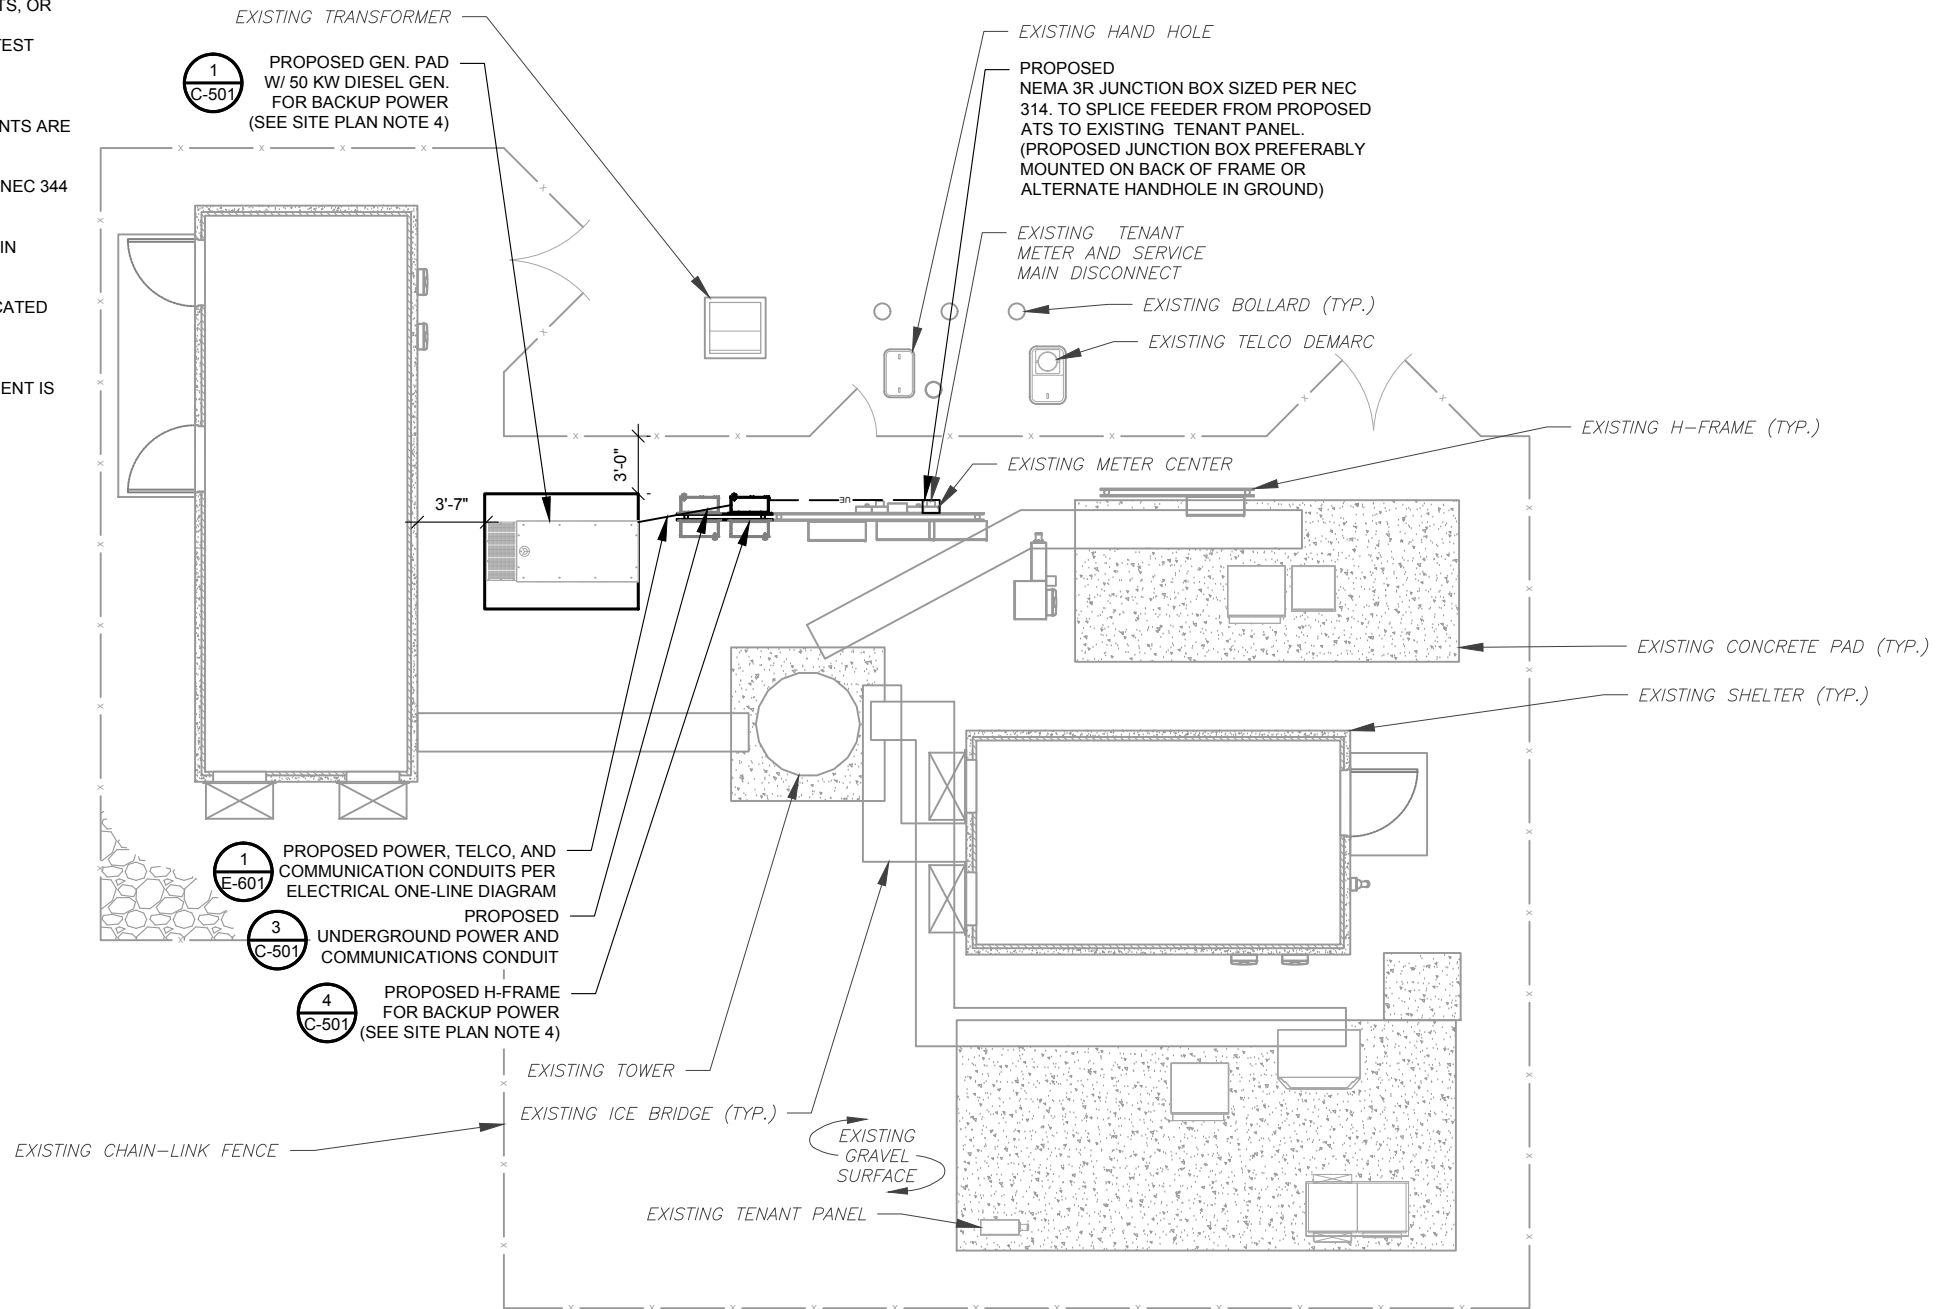 TS, OR
TEST
NTS ARE
NEC 344
IN
CATED
ENT IS
EXISTING TRANSFORMER
1
C-501
PROPOSED GEN. PAD
W/ 50 KW DIESEL GEN.
FOR BACKUP POWER
(SEE SITE PLAN NOTE 4)
EXISTING HAND HOLE
PROPOSED
NEMA 3R JUNCTION BOX SIZED PER NEC
314. TO SPLICE FEEDER FROM PROPOSED
ATS TO EXISTING TENANT PANEL.
(PROPOSED JUNCTION BOX PREFERABLY
MOUNTED ON BACK OF FRAME OR
ALTERNATE HANDHOLE IN GROUND)
EXISTING TENANT
METER AND SERVICE
MAIN DISCONNECT
EXISTING BOLLARD (TYP.)
EXISTING TELCO DEMARC
EXISTING H-FRAME (TYP.)
EXISTING METER CENTER
3'-0"
3'-7"
UE
EXISTING CONCRETE PAD (TYP.)
EXISTING SHELTER (TYP.)
1
E-601
PROPOSED POWER, TELCO, AND
COMMUNICATION CONDUITS PER
ELECTRICAL ONE-LINE DIAGRAM
3
C-501
PROPOSED
UNDERGROUND POWER AND
COMMUNICATIONS CONDUIT
4
C-501
PROPOSED H-FRAME
FOR BACKUP POWER
(SEE SITE PLAN NOTE 4)
EXISTING TOWER
EXISTING ICE BRIDGE (TYP.)
EXISTING CHAIN-LINK FENCE
EXISTING
GRAVEL
SURFACE
EXISTING TENANT PANEL